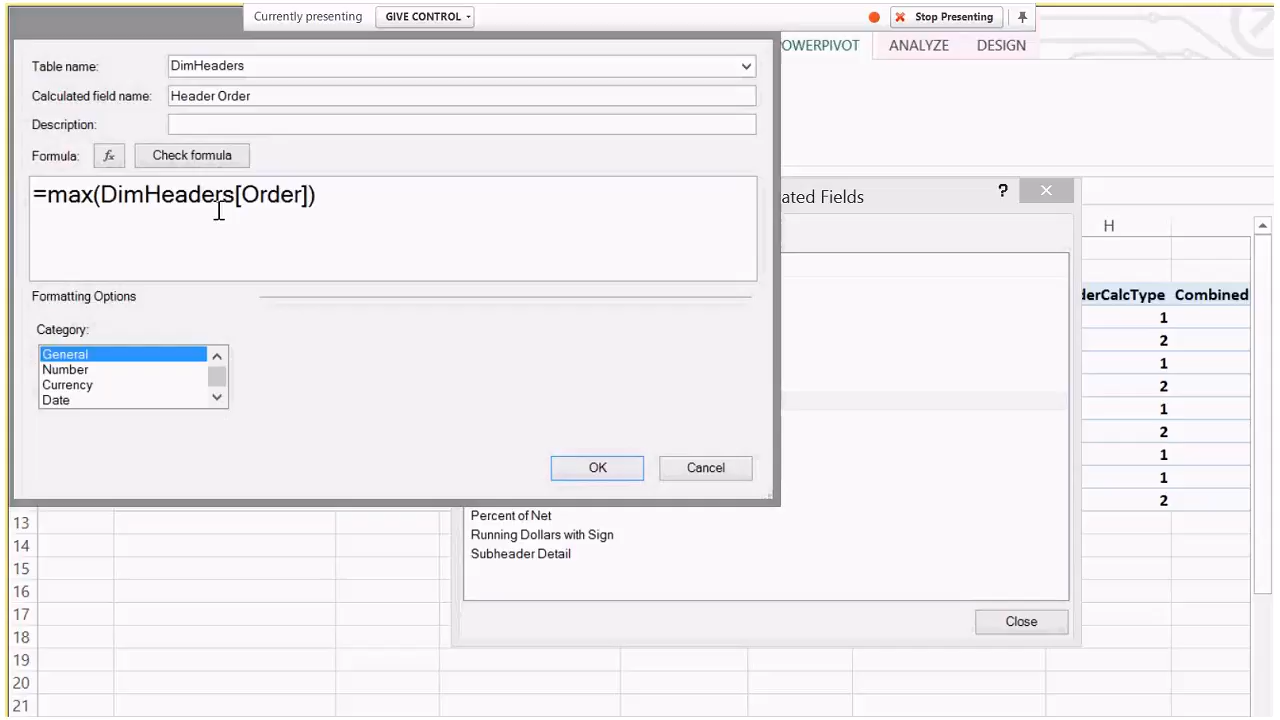 Currently presenting GIVE CONTROL Stop Presenting
OWERPIVOT ANALYZE DESIGN
Table name: DimHeaders
Calculated field name: Header Order
Description:
Formula: fx Check formula
=max(DimHeaders[Order])
ated Fields ?
H
Formatting Options
derCalcType Combined
1
Category:
2
General
1
Number
Currency
2
Date
1
2
1
OK Cancel
1
2
Percent of Net
13
Running Dollars with Sign
14
Subheader Detail
15
16
17
Close
18
19
20
21